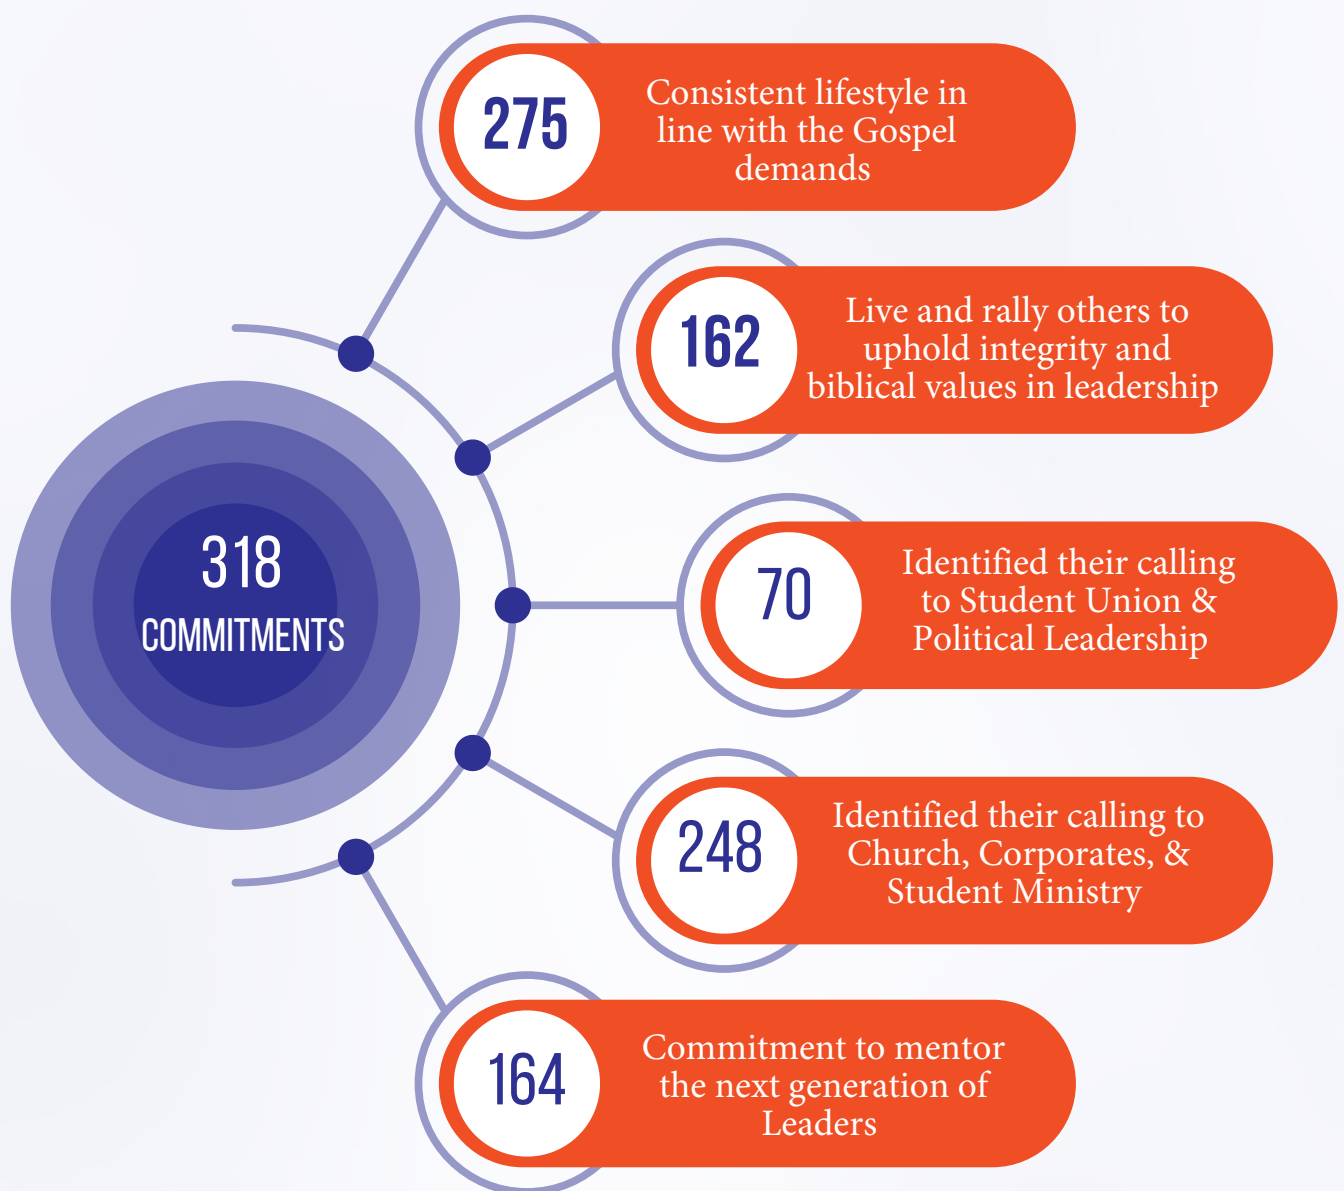 275
Consistent lifestyle in
line with the Gospel
demands
162
Live and rally others to
uphold integrity and
biblical values in leadership
318
COMMITMENTS
70
Identified their calling
to Student Union &
Political Leadership
248
Identified their calling to
Church, Corporates, &
Student Ministry
164
Commitment to mentor
the next generation of
Leaders